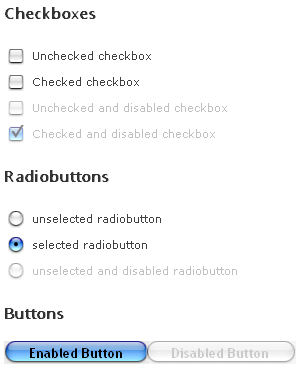 Checkboxes
Unchecked checkbox
Checked checkbox
Unchecked and disabled checkbox
Checked and disabled checkbox
Radiobuttons
unselected radiobutton
selected radiobutton
unselected and disabled radiobutton
Buttons
Enabled Button Disabled Button